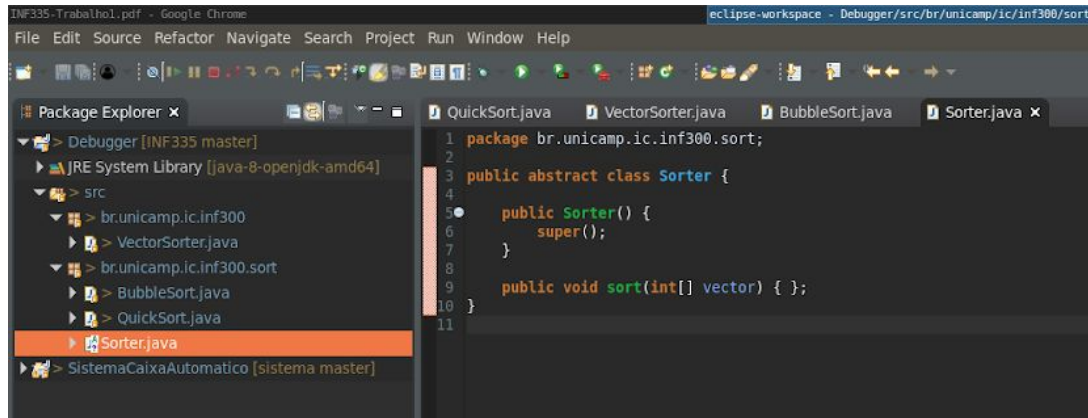 INF335-Trabalho1.pdf - Google Chrome
eclipse-workspace - Debugger/src/br/unicamp/ic/inf300/sort
File Edit Source Refactor Navigate Search Project Run Window Help
Package Explorer
QuickSort.java VectorSorter.java BubbleSort.java Sorter.java
> Debugger [INF335 master]
JRE System Library [java-8-openjdk-amd64]
> src
> br.unicamp.ic.inf300
> VectorSorter.java
> br.unicamp.ic.inf300.sort
> BubbleSort.java
> QuickSort.java
Sorter.java
> SistemaCaixaAutomatico [sistema master]
1 package br.unicamp.ic.inf300.sort;
2
3 public abstract class Sorter {
4
5 public Sorter() {
6 super();
7 }
8
9 public void sort(int[] vector) { };
10 }
11